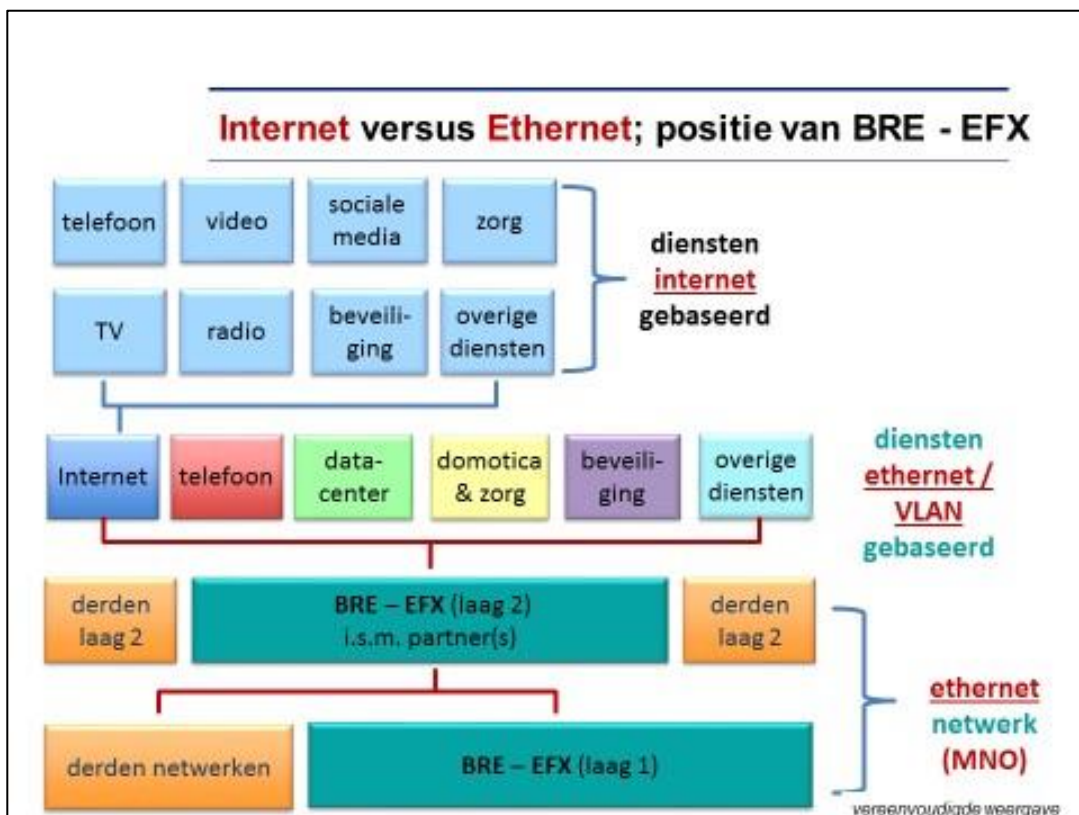 Internet versus Ethernet; positie van BRE - EFX
telefoon
video
sociale
media
zorg
TV
radio
beveili-
ging
overige
diensten
diensten
internet
gebaseerd
Internet
telefoon
data-
center
domotica
& zorg
beveili-
ging
overige
diensten
diensten
ethernet /
VLAN
gebaseerd
derden
laag 2
BRE – EFX (laag 2)
i.s.m. partner(s)
derden
laag 2
derden netwerken
BRE – EFX (laag 1)
ethernet
netwerk
(MNO)
vereenvoudigde weergave